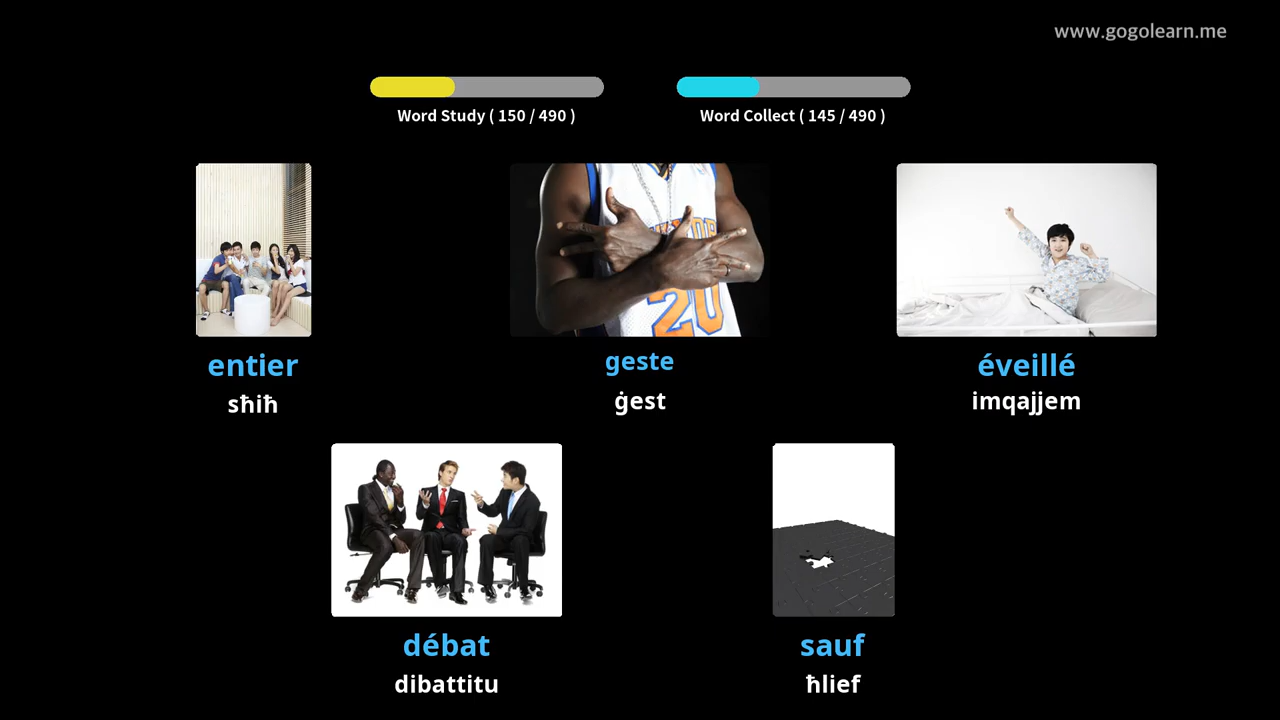 www.gogolearn.me
Word Study ( 150 / 490 )
Word Collect ( 145 / 490 )
20
entier
geste
éveillé
sħiħ
ġest
imqajjem
débat
sauf
dibattitu
ħlief